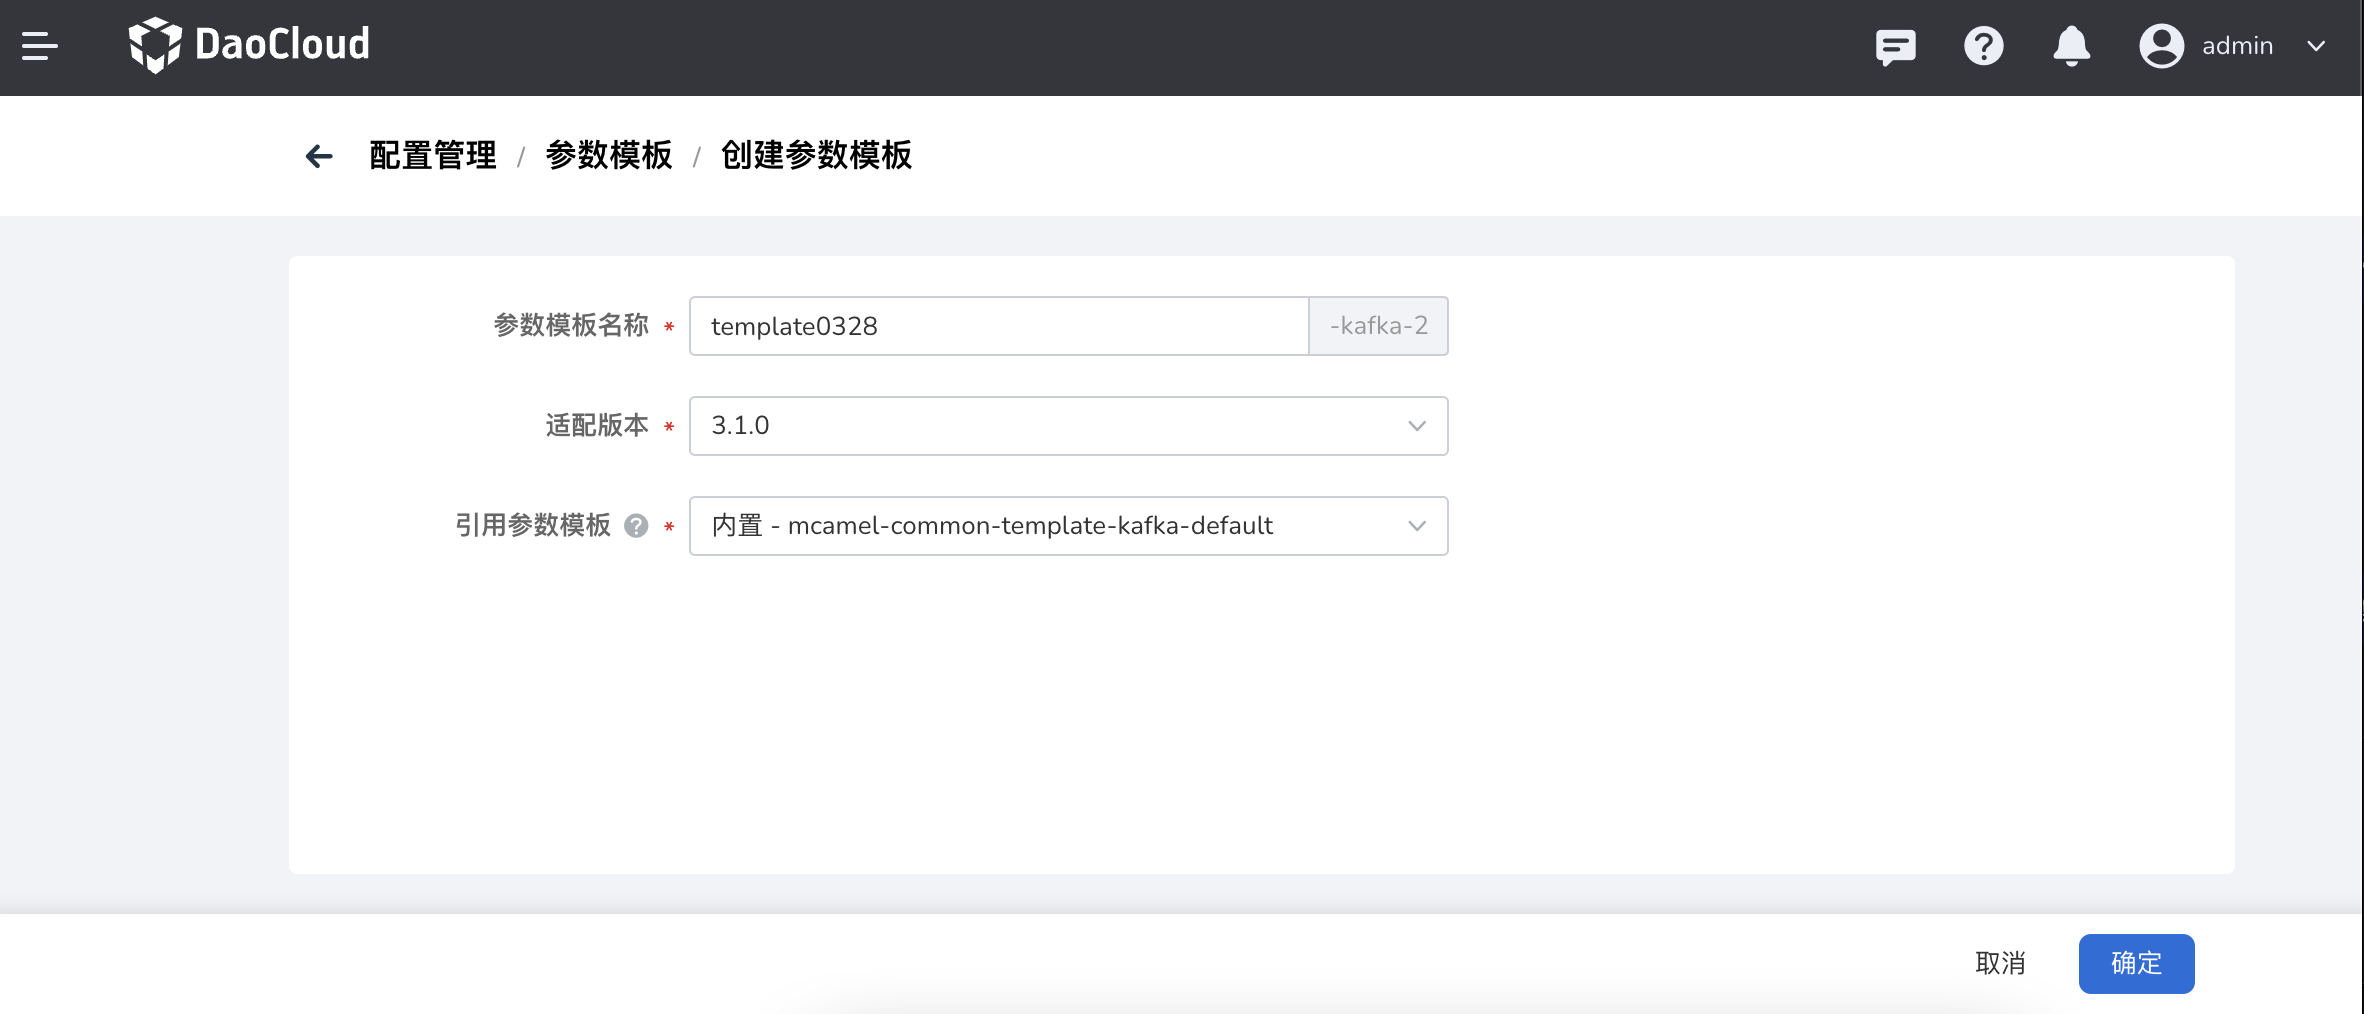 DaoCloud
admin
配置管理 / 参数模板 / 创建参数模板
参数模板名称 * template0328 -kafka-2
适配版本 * 3.1.0
引用参数模板 ? * 内置 - mcamel-common-template-kafka-default
取消 确定